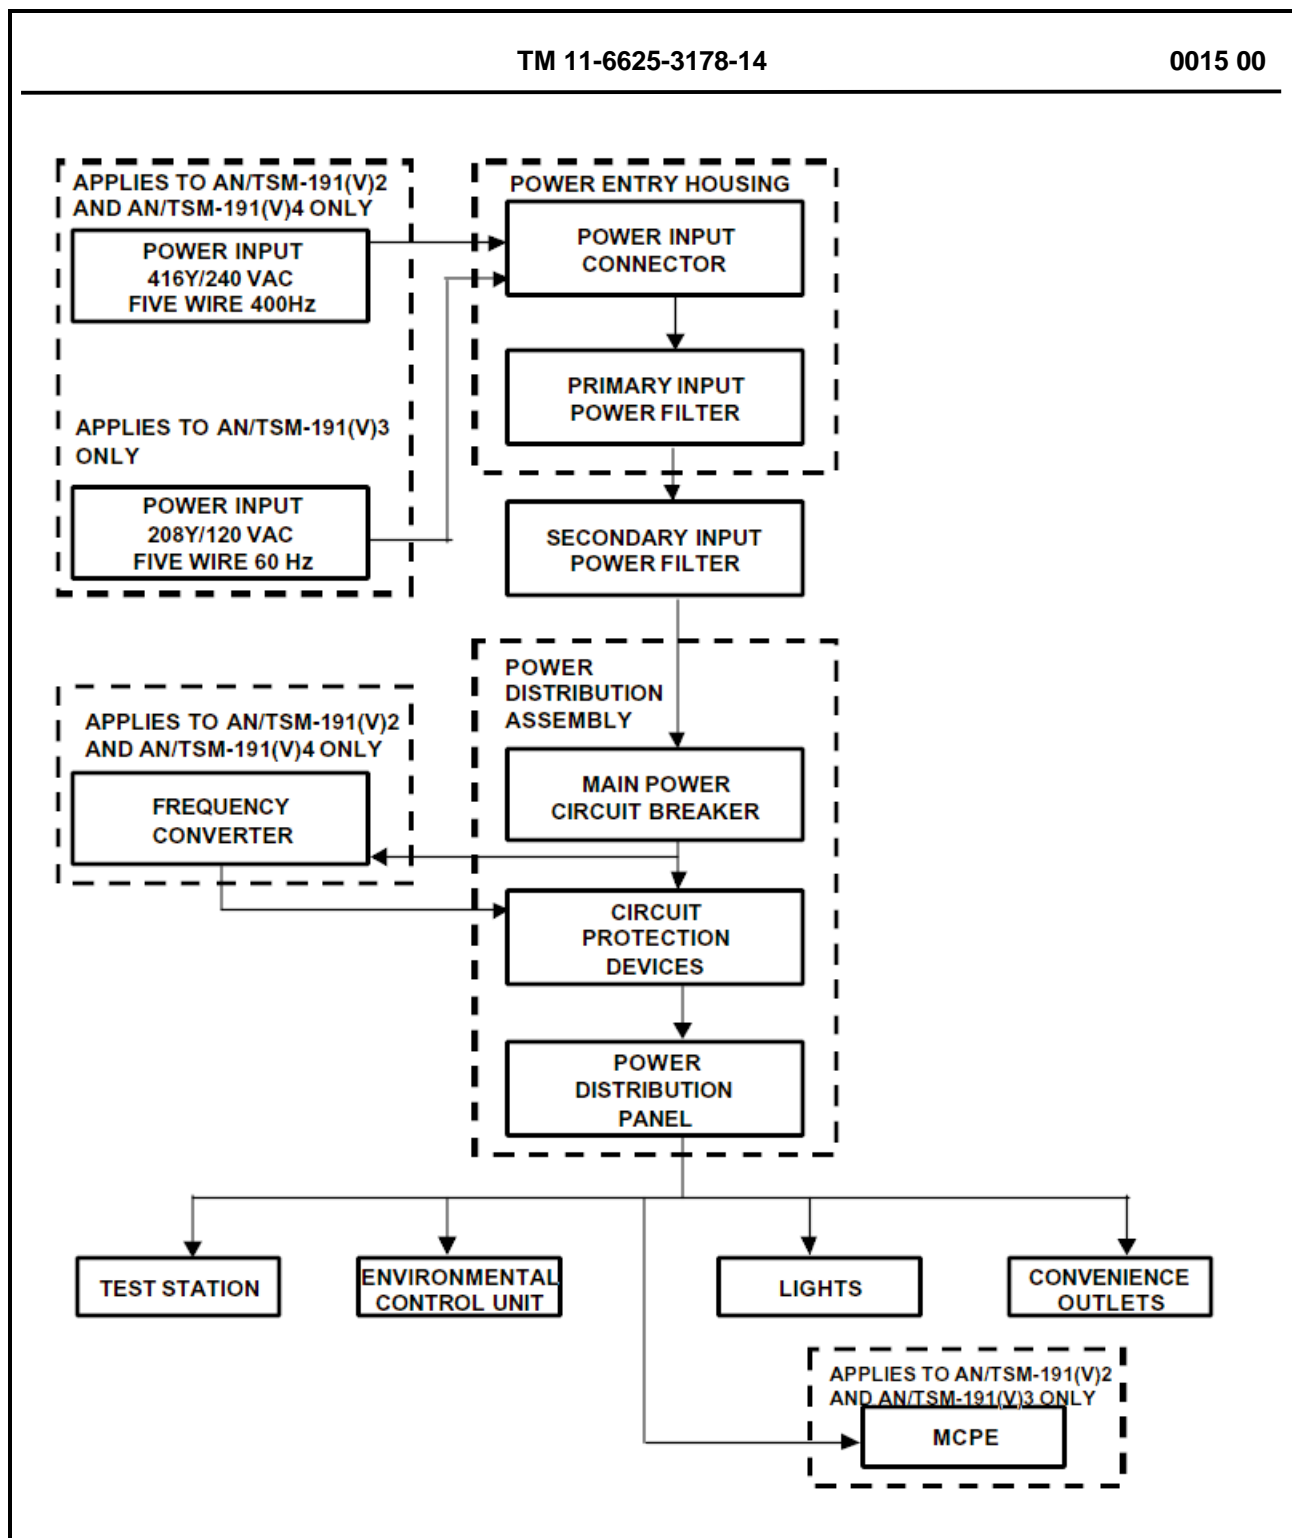 TM 11-6625-3178-14 0015 00
APPLIES TO AN/TSM-191(V)2
AND AN/TSM-191(V)4 ONLY
POWER INPUT
416Y/240 VAC
FIVE WIRE 400Hz
POWER ENTRY HOUSING
POWER INPUT
CONNECTOR
PRIMARY INPUT
POWER FILTER
APPLIES TO AN/TSM-191(V)3
ONLY
POWER INPUT
208Y/120 VAC
FIVE WIRE 60 Hz
SECONDARY INPUT
POWER FILTER
POWER
DISTRIBUTION
ASSEMBLY
MAIN POWER
CIRCUIT BREAKER
APPLIES TO AN/TSM-191(V)2
AND AN/TSM-191(V)4 ONLY
FREQUENCY
CONVERTER
CIRCUIT
PROTECTION
DEVICES
POWER
DISTRIBUTION
PANEL
TEST STATION
ENVIRONMENTAL
CONTROL UNIT
LIGHTS
CONVENIENCE
OUTLETS
APPLIES TO AN/TSM-191(V)2
AND AN/TSM-191(V)3 ONLY
MCPE